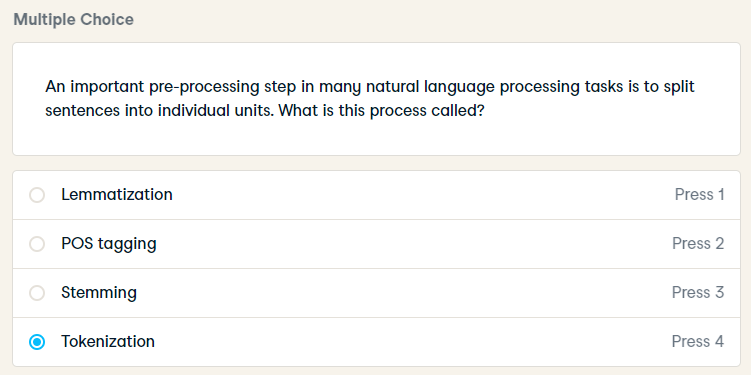 Multiple Choice
An important pre-processing step in many natural language processing tasks is to split
sentences into individual units. What is this process called?
Lemmatization Press 1
POS tagging Press 2
Stemming Press 3
Tokenization Press 4